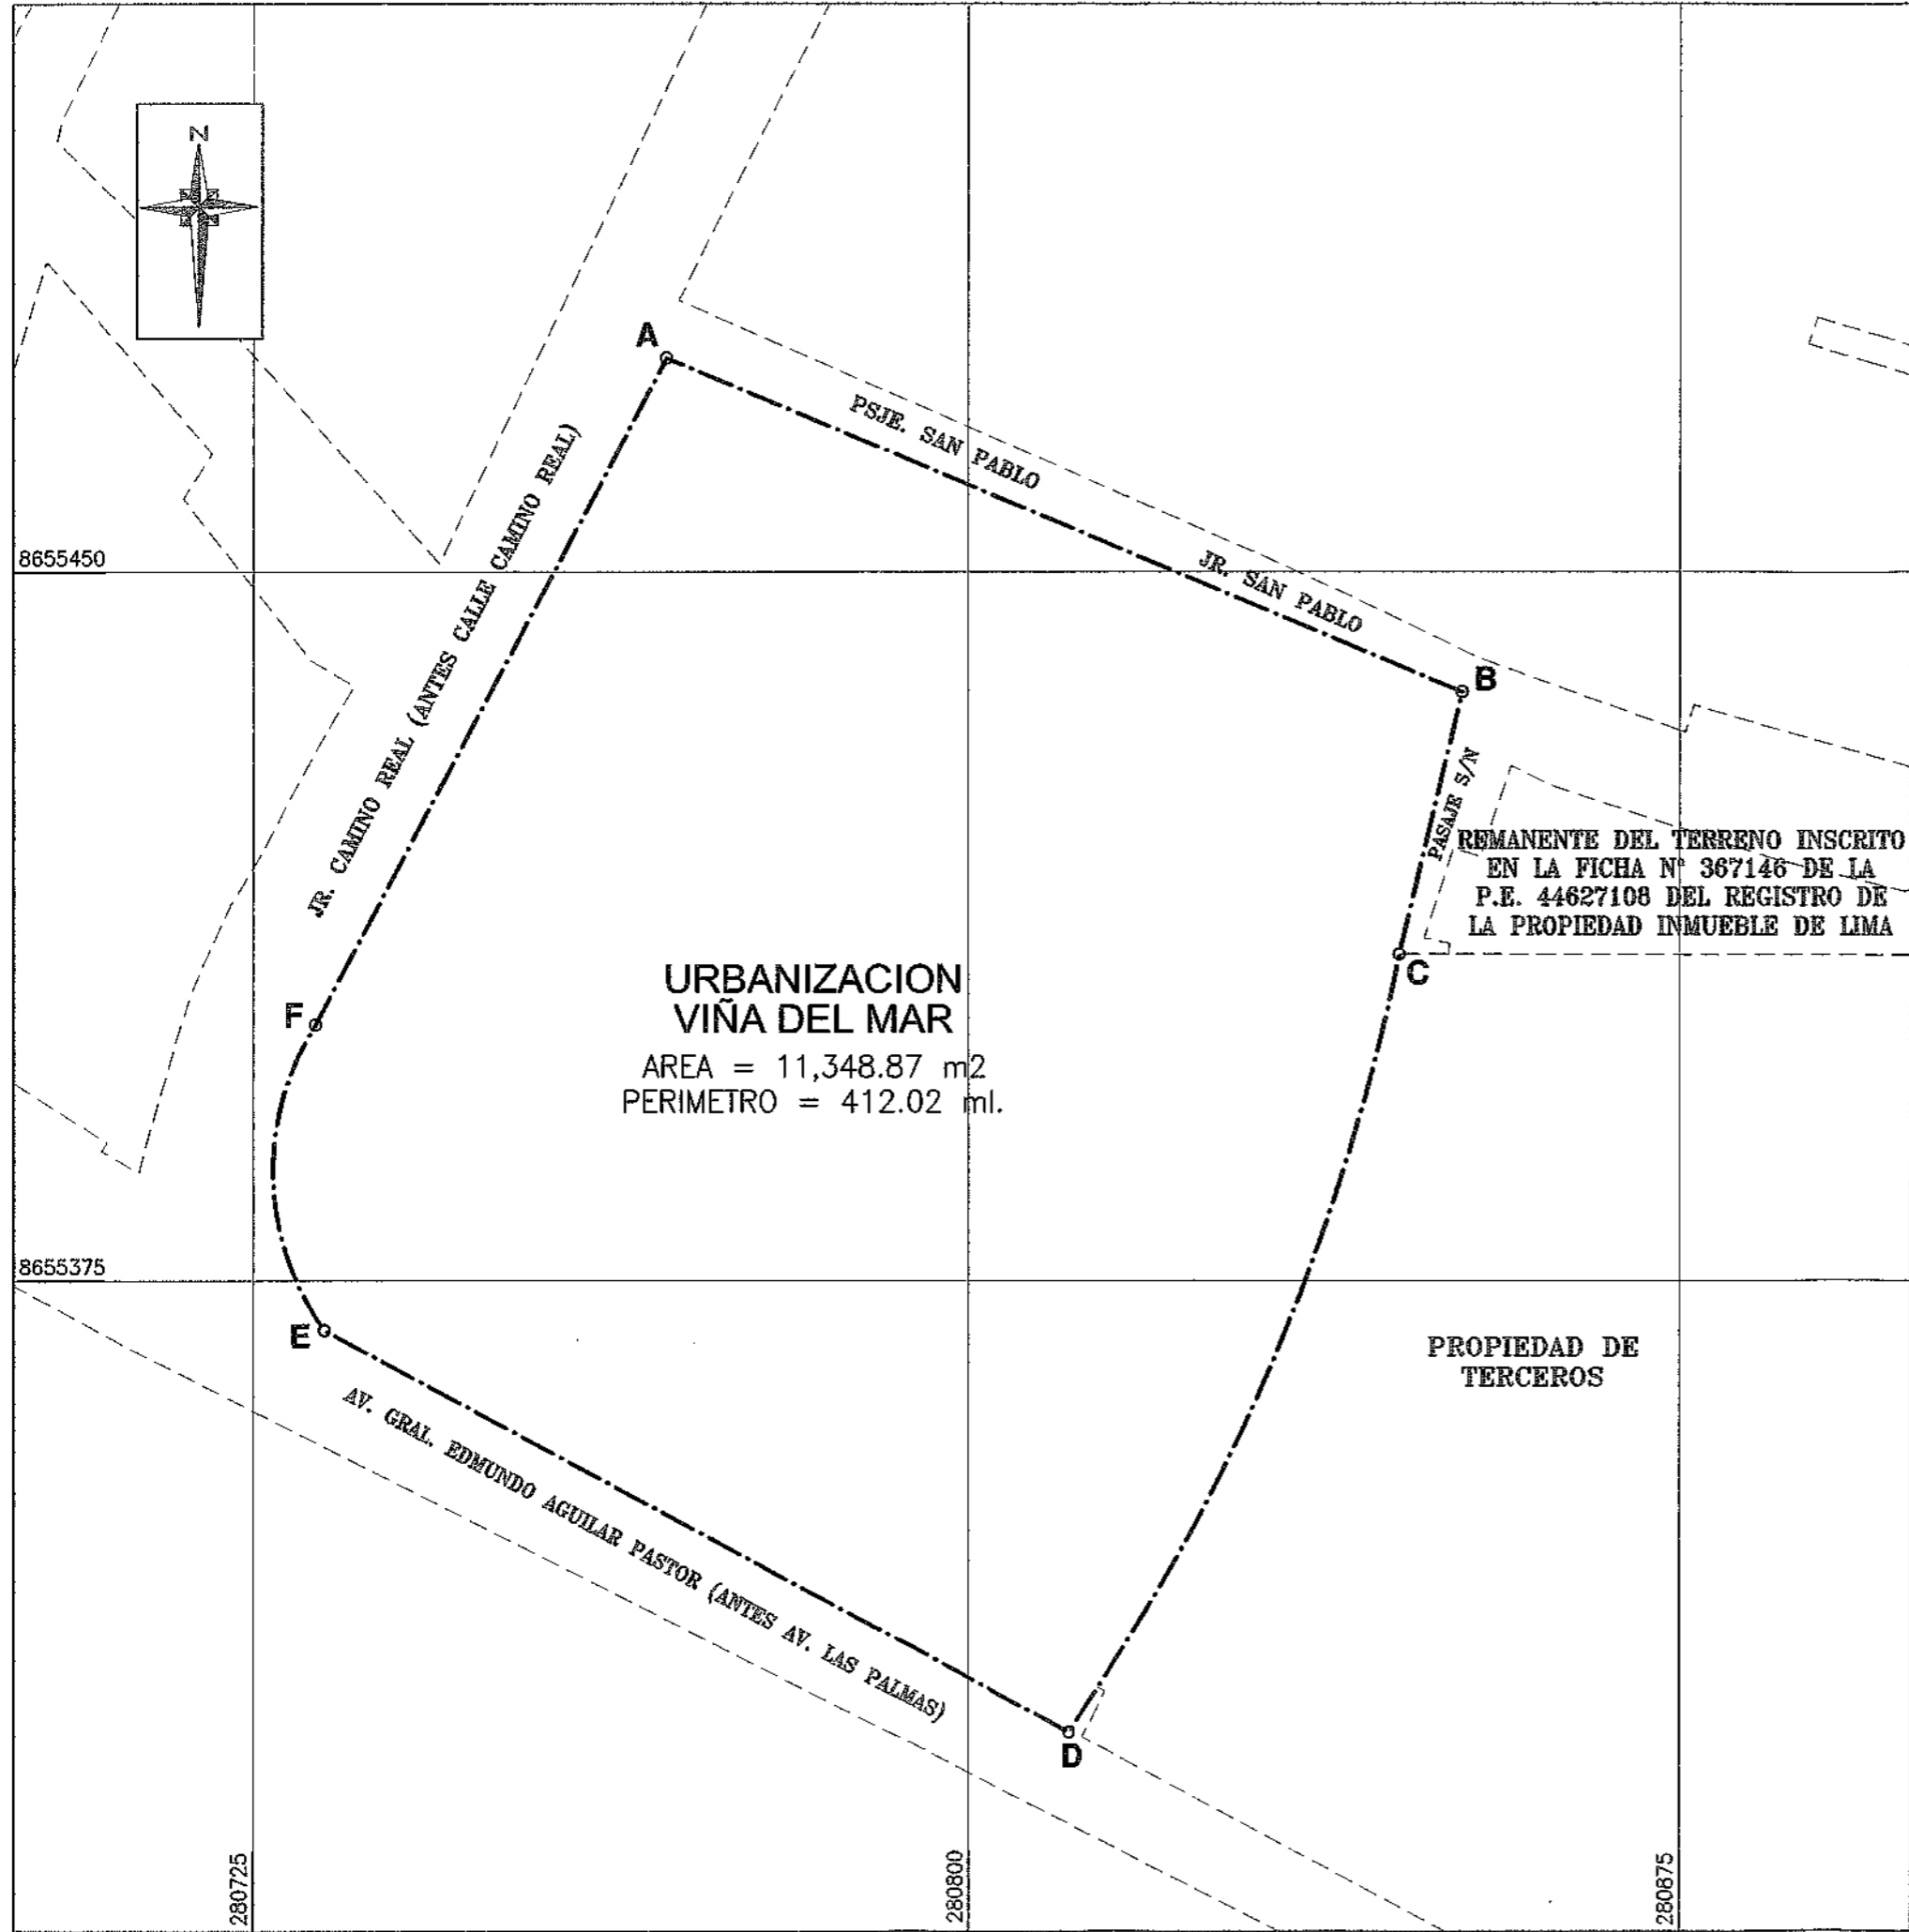 N
A
PSJE. SAN PABLO
8655450
JR. SAN PABLO
JR. CAMINO REAL (ANTES CALLE CAMINO REAL)
B
PASAJE S/N
REMANENTE DEL TERRENO INSCRITO
EN LA FICHA Nº 367146 DE LA
P.E. 44627108 DEL REGISTRO DE
LA PROPIEDAD INMUEBLE DE LIMA
C
URBANIZACION
VIÑA DEL MAR
AREA = 11,348.87 m2
PERIMETRO = 412.02 ml.
F
8655375
E
PROPIEDAD DE
TERCEROS
AV. GRAL. EDMUNDO AGUILAR PASTOR (ANTES AV. LAS PALMAS)
D
280725
280800
280875